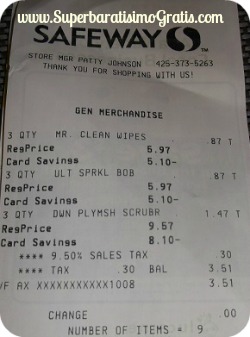 www.SuperbaratisimoGratis.com
SAFEWAY
TM
STORE MGR PATTY JOHNSON 425-373-5263
THANK YOU FOR SHOPPING WITH US!
GEN MERCHANDISE
3 QTY MR. CLEAN WIPES .87 T
RegPrice 5.97
Card Savings 5.10-
3 QTY ULT SPRKL BOB .87 T
RegPrice 5.97
Card Savings 5.10-
3 QTY DWN PLYMSH SCRUBR 1.47 T
RegPrice 9.57
Card Savings 8.10-
**** 9.50% SALES TAX .30
**** TAX .30 BAL 3.51
VF AX XXXXXXXXXXX1008 3.51
CHANGE .00
NUMBER OF ITEMS = 9